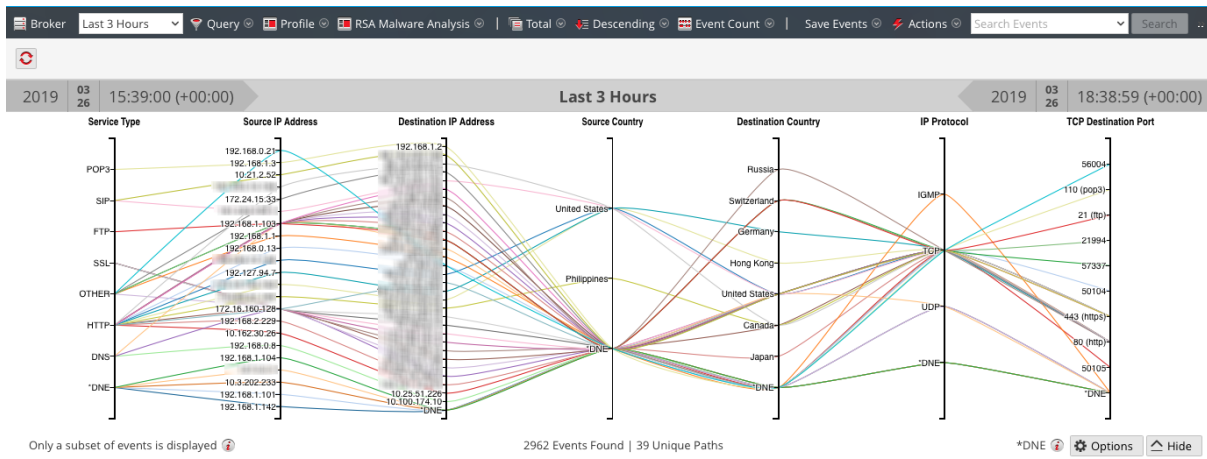 Broker Last 3 Hours Query Profile RSA Malware Analysis | Total Descending Event Count | Save Events Actions Search Events Search ..
2019 03 26 15:39:00 (+00:00) Last 3 Hours 2019 03 26 18:38:59 (+00:00)
Service Type Source IP Address Destination IP Address Source Country Destination Country IP Protocol TCP Destination Port
POP3
SIP
FTP
SSL
OTHER
HTTP
DNS
*DNE
192.168.0.21
192.168.1.3
10.21.2.52
172.24.15.33
192.168.1.103
192.168.1.1
192.168.0.13
192.127.94.7
172.16.160.128
192.168.2.229
10.162.30.26
192.168.0.8
192.168.1.104
10.3.202.233
192.168.1.101
192.168.1.142
192.168.1.2
10.25.51.226
10.100.174.10
*DNE
United States
Philippines
*DNE
Russia
Switzerland
Germany
Hong Kong
United States
Canada
Japan
*DNE
IGMP
TCP
UDP
*DNE
56004
110 (pop3)
21 (ftp)
21994
57337
50104
443 (https)
80 (http)
50105
*DNE
Only a subset of events is displayed 2962 Events Found | 39 Unique Paths *DNE Options Hide